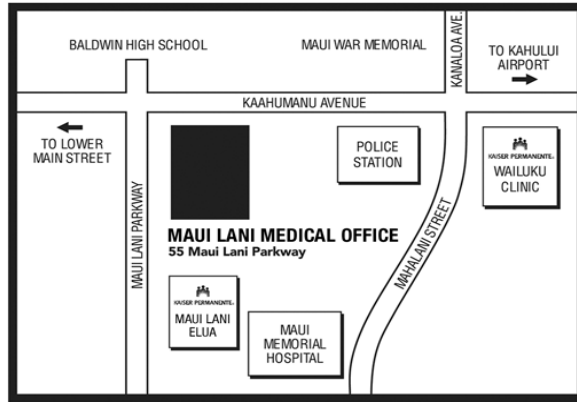 BALDWIN HIGH SCHOOL
MAUI WAR MEMORIAL
KANALOA AVE.
TO KAHULUI
AIRPORT
KAAHUMANU AVENUE
TO LOWER
MAIN STREET
POLICE
STATION
KAISER PERMANENTE®
WAILUKU
CLINIC
MAUI LANI PARKWAY
MAUI LANI MEDICAL OFFICE
55 Maui Lani Parkway
MAHALANI STREET
KAISER PERMANENTE®
MAUI LANI
ELUA
MAUI
MEMORIAL
HOSPITAL